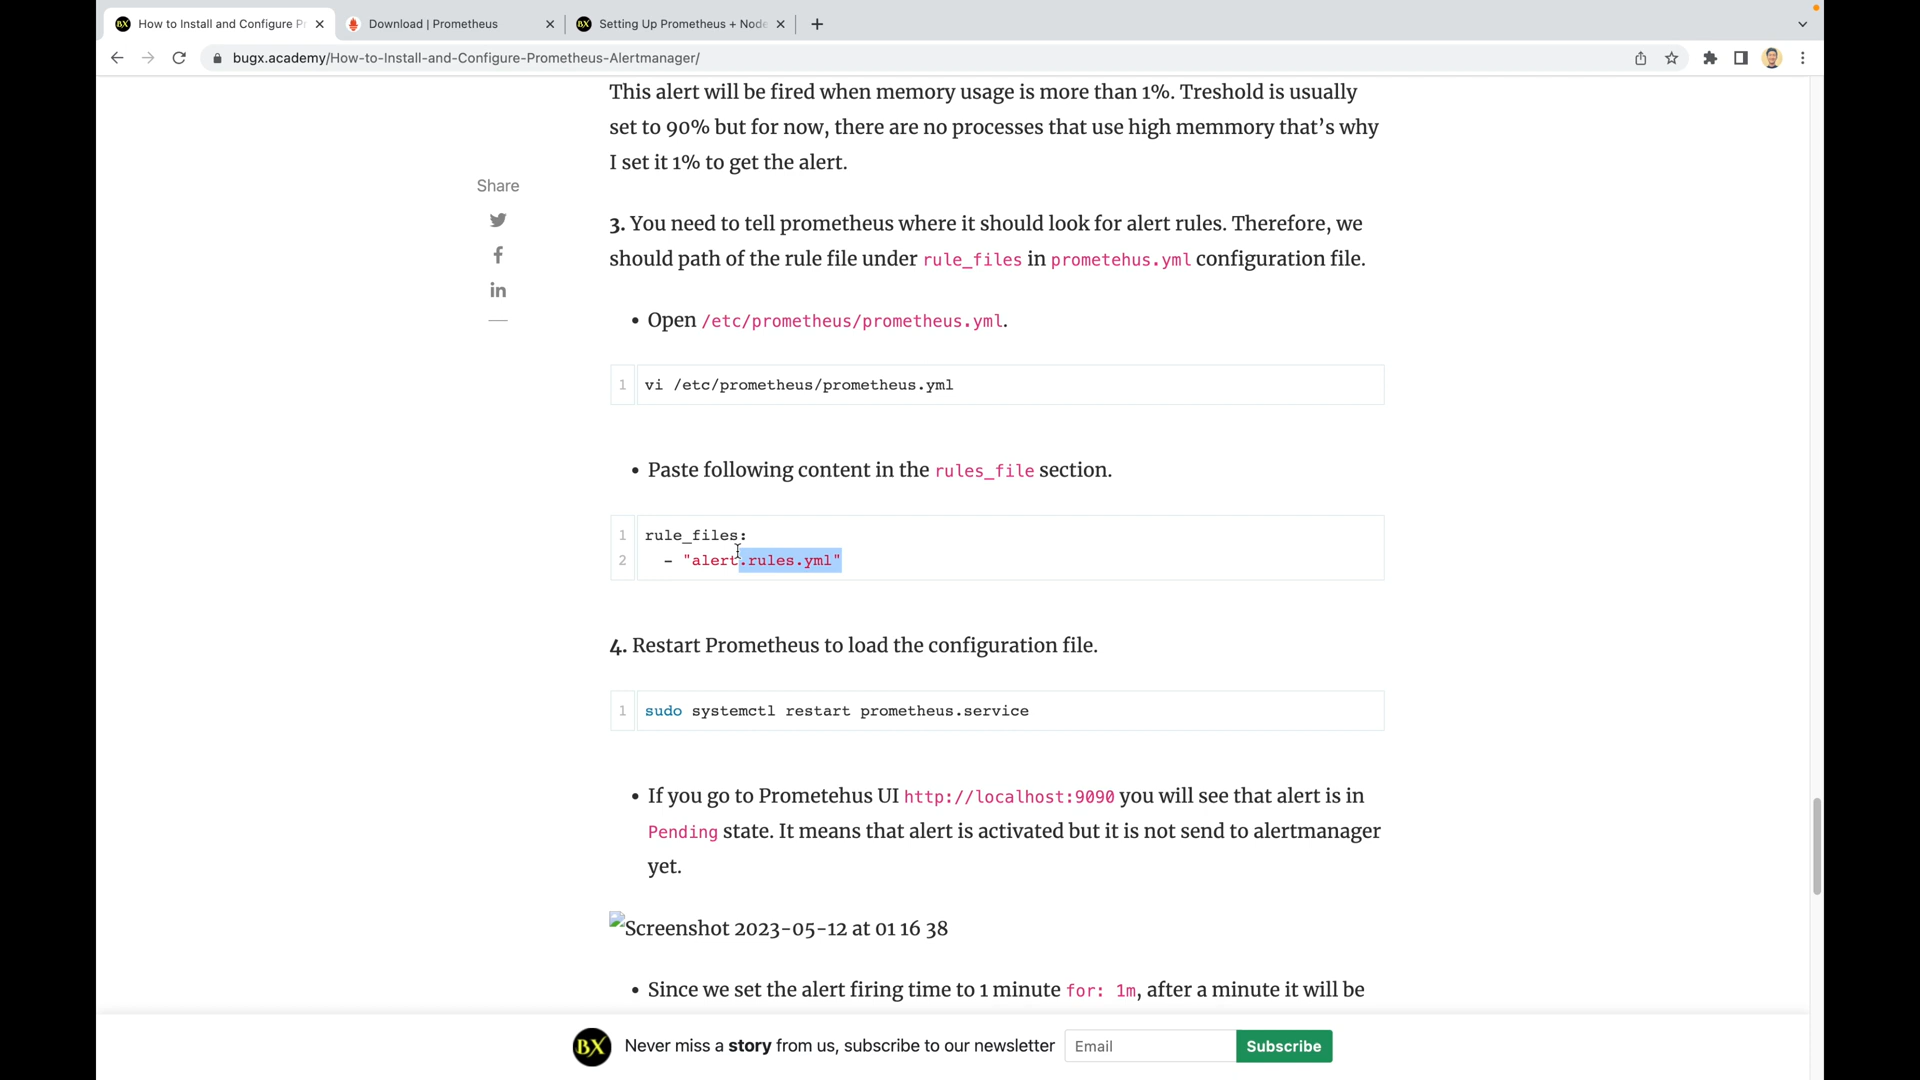 How to Install and Configure Pr
Download | Prometheus
Setting Up Prometheus + Node
bugx.academy/How-to-Install-and-Configure-Prometheus-Alertmanager/
This alert will be fired when memory usage is more than 1%. Treshold is usually
set to 90% but for now, there are no processes that use high memmory that’s why
I set it 1% to get the alert.
Share
3. You need to tell prometheus where it should look for alert rules. Therefore, we
should path of the rule file under rule_files in prometehus.yml configuration file.
• Open /etc/prometheus/prometheus.yml.
1 vi /etc/prometheus/prometheus.yml
• Paste following content in the rules_file section.
1 rule_files:
2 - "alert.rules.yml"
4. Restart Prometheus to load the configuration file.
1 sudo systemctl restart prometheus.service
• If you go to Prometehus UI http://localhost:9090 you will see that alert is in
Pending state. It means that alert is activated but it is not send to alertmanager
yet.
Screenshot 2023-05-12 at 01 16 38
• Since we set the alert firing time to 1 minute for: 1m, after a minute it will be
BX Never miss a story from us, subscribe to our newsletter Email Subscribe